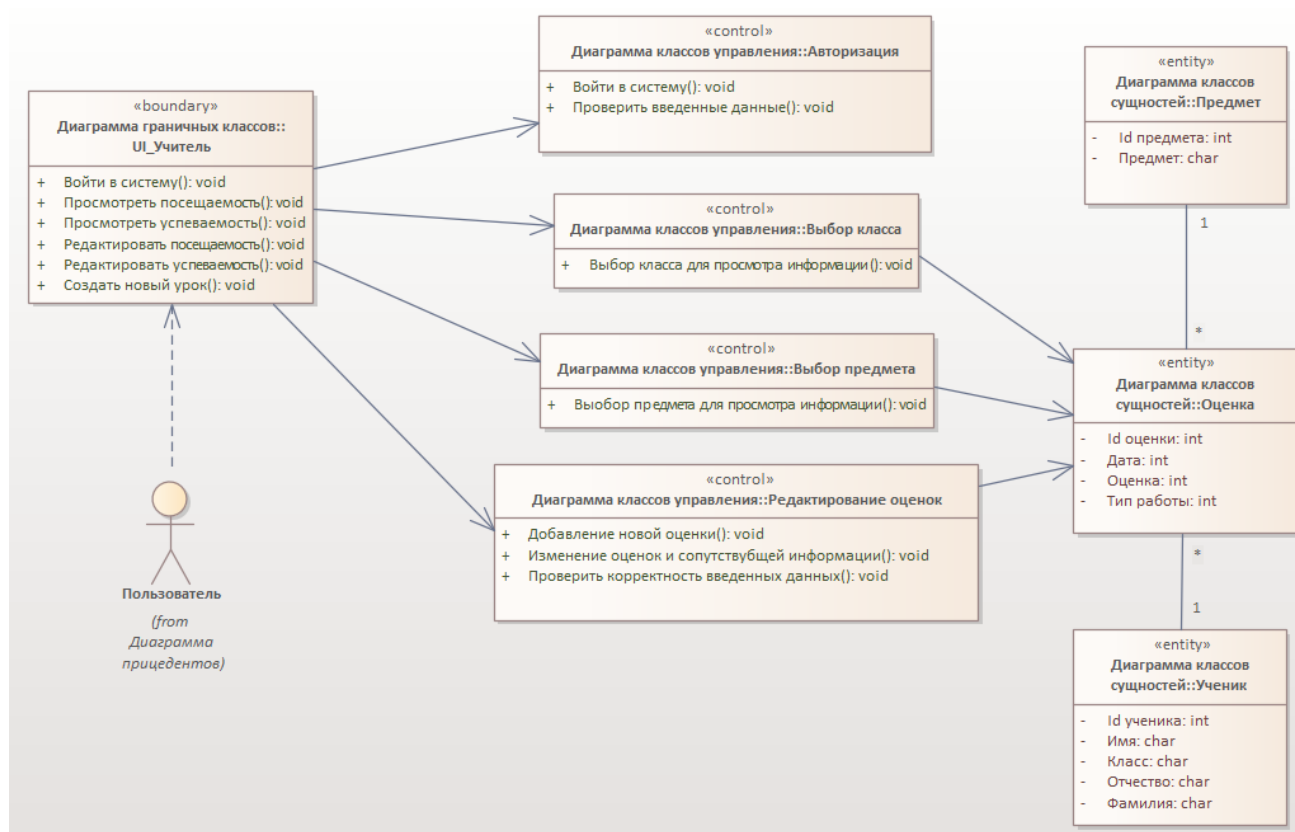 «control»
Диаграмма классов управления::Авторизация
+ Войти в систему(): void
+ Проверить введенные данные(): void
«boundary»
Диаграмма граничных классов::
UI_Учитель
+ Войти в систему(): void
+ Просмотреть посещаемость(): void
+ Просмотреть успеваемость(): void
+ Редактировать посещаемость(): void
+ Редактировать успеваемость(): void
+ Создать новый урок(): void
«control»
Диаграмма классов управления::Выбор класса
+ Выбор класса для просмотра информации(): void
«control»
Диаграмма классов управления::Выбор предмета
+ Выобор предмета для просмотра информации(): void
«control»
Диаграмма классов управления::Редактирование оценок
+ Добавление новой оценки(): void
+ Изменение оценок и сопутствубщей информации(): void
+ Проверить корректность введенных данных(): void
Пользователь
(from
Диаграмма
прицедентов)
«entity»
Диаграмма классов
сущностей::Предмет
- Id предмета: int
- Предмет: char
1
*
«entity»
Диаграмма классов
сущностей::Оценка
- Id оценки: int
- Дата: int
- Оценка: int
- Тип работы: int
*
1
«entity»
Диаграмма классов
сущностей::Ученик
- Id ученика: int
- Имя: char
- Класс: char
- Отчество: char
- Фамилия: char